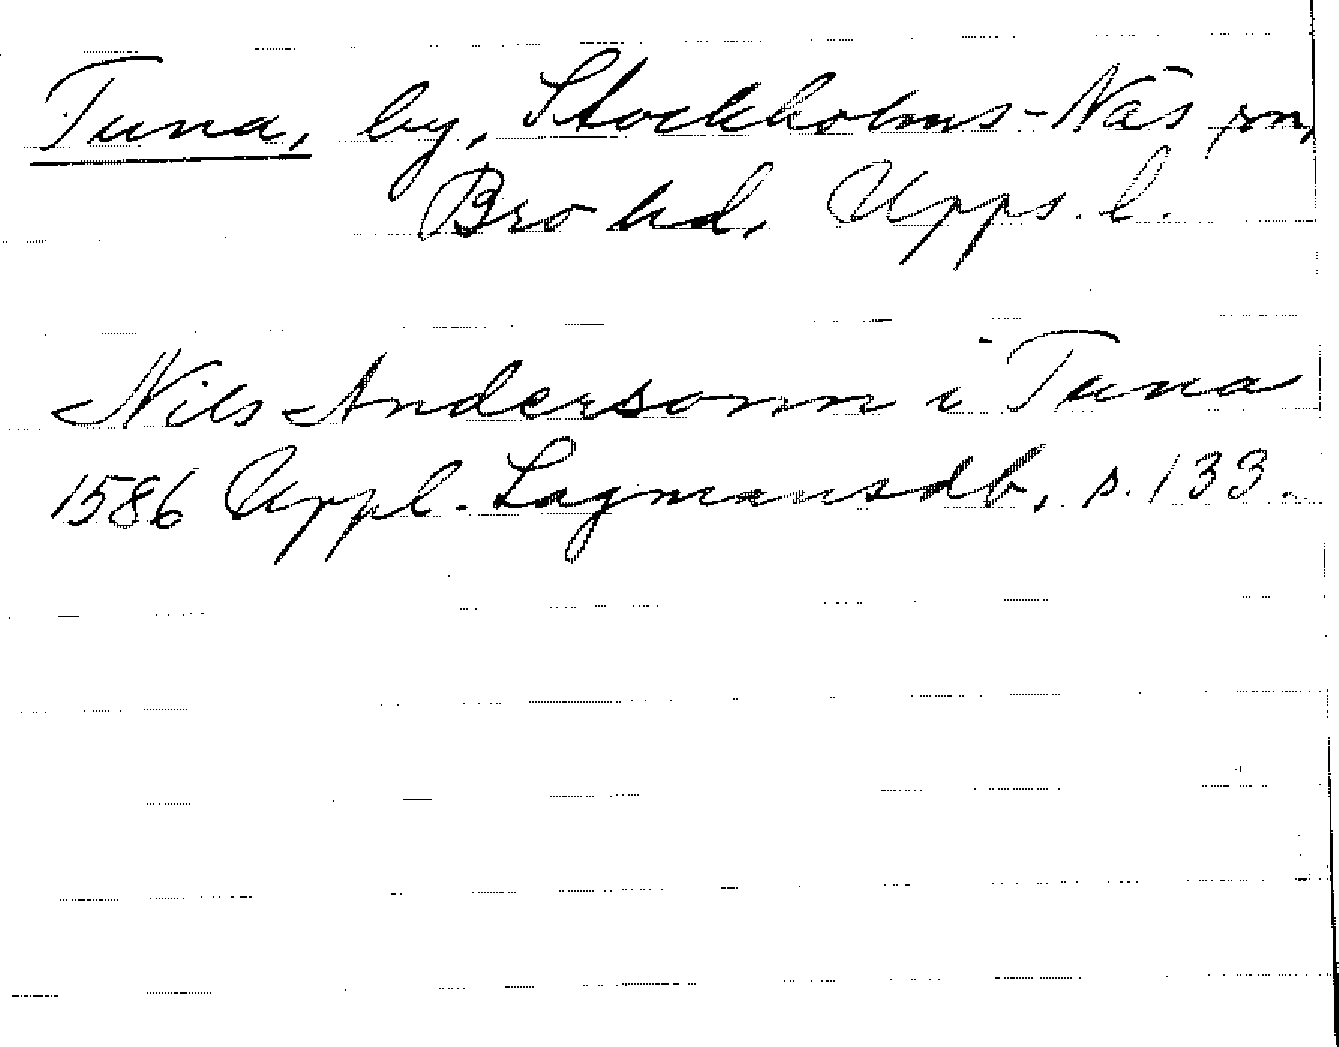 Tuna, by, Stockholms-Näs sn,
Bro hd, Upps. l.
Nils Andersonn i Tuna
1586 Uppl. Lagmansdb, s. 133.